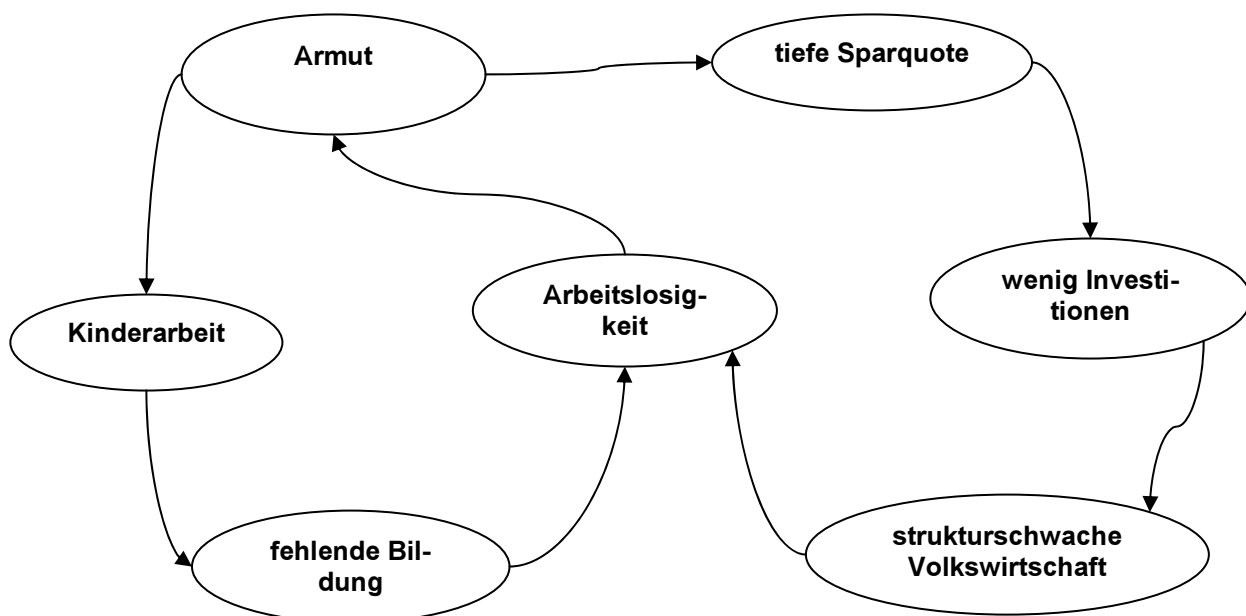 Armut
tiefe Sparquote
Arbeitslosig-
keit
wenig Investi-
tionen
Kinderarbeit
fehlende Bil-
dung
strukturschwache
Volkswirtschaft